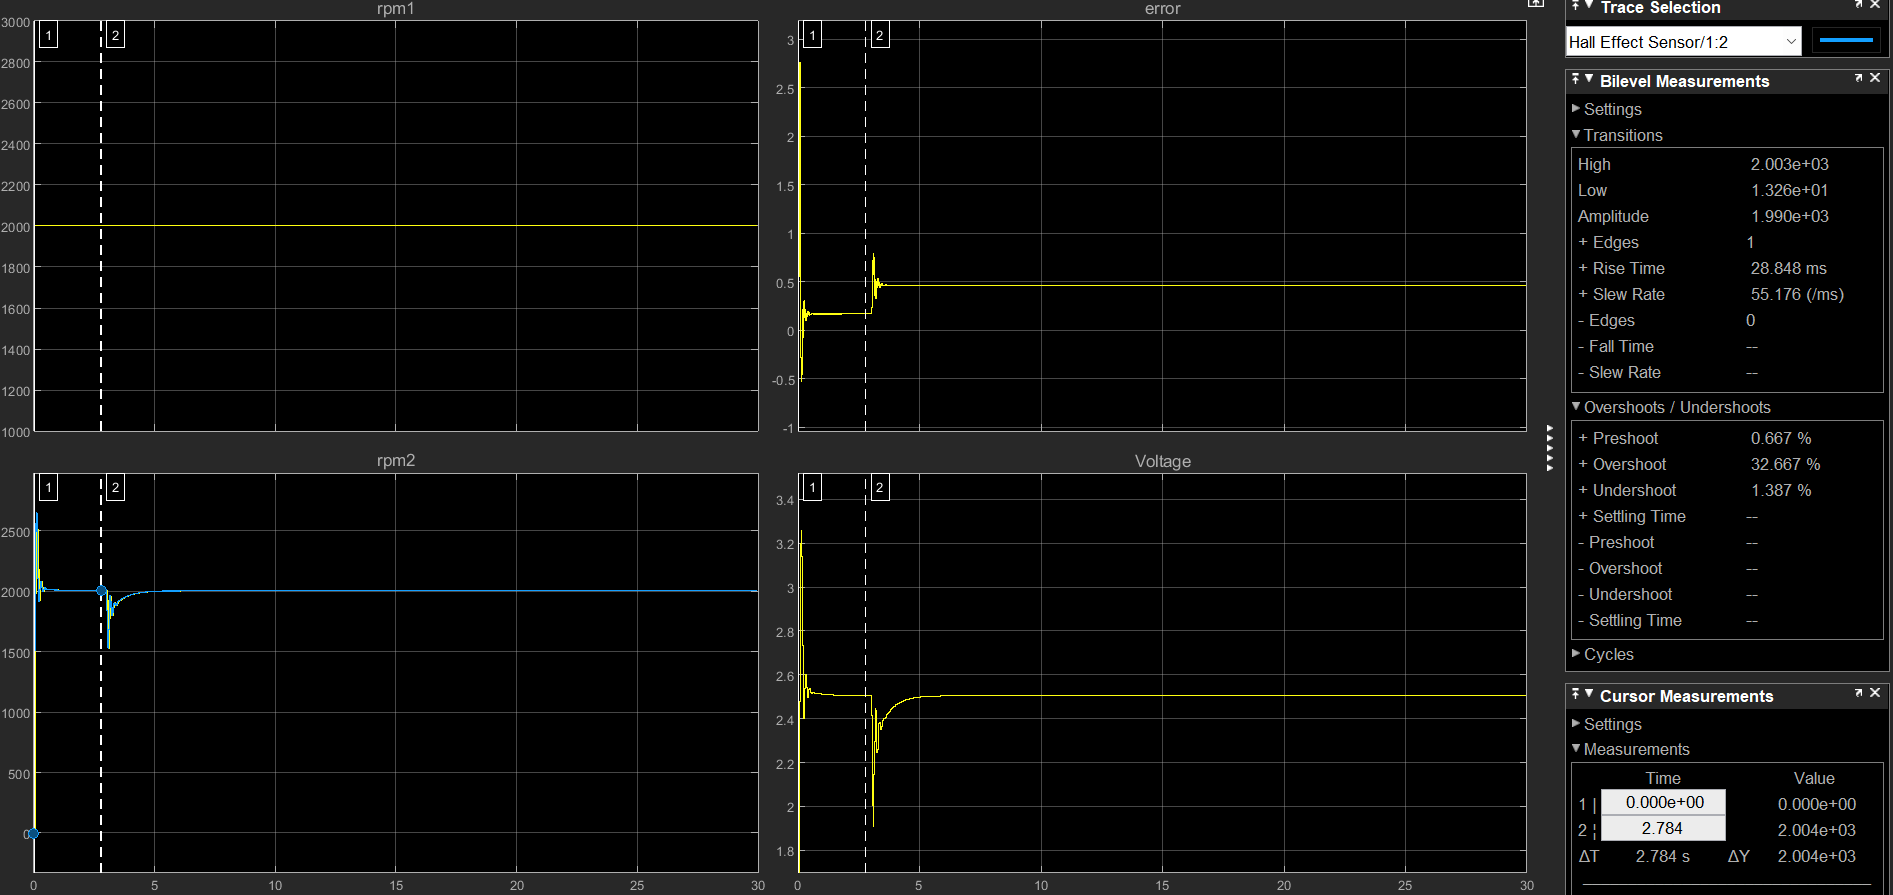 rpm1
3000
2800
2600
2400
2200
2000
1800
1600
1400
1200
1000
1
2
error
3
2.5
2
1.5
1
0.5
0
-0.5
-1
1
2
rpm2
2500
2000
1500
1000
500
0
1
2
0 5 10 15 20 25 30
Voltage
3.4
3.2
3
2.8
2.6
2.4
2.2
2
1.8
1
2
0 5 10 15 20 25 30
Trace Selection
Hall Effect Sensor/1:2
Bilevel Measurements
Settings
Transitions
High 2.003e+03
Low 1.326e+01
Amplitude 1.990e+03
+ Edges 1
+ Rise Time 28.848 ms
+ Slew Rate 55.176 (/ms)
- Edges 0
- Fall Time --
- Slew Rate --
Overshoots / Undershoots
+ Preshoot 0.667 %
+ Overshoot 32.667 %
+ Undershoot 1.387 %
+ Settling Time --
- Preshoot --
- Overshoot --
- Undershoot --
- Settling Time --
Cycles
Cursor Measurements
Settings
Measurements
Time Value
1 | 0.000e+00 0.000e+00
2 ¦ 2.784 2.004e+03
ΔT 2.784 s ΔY 2.004e+03